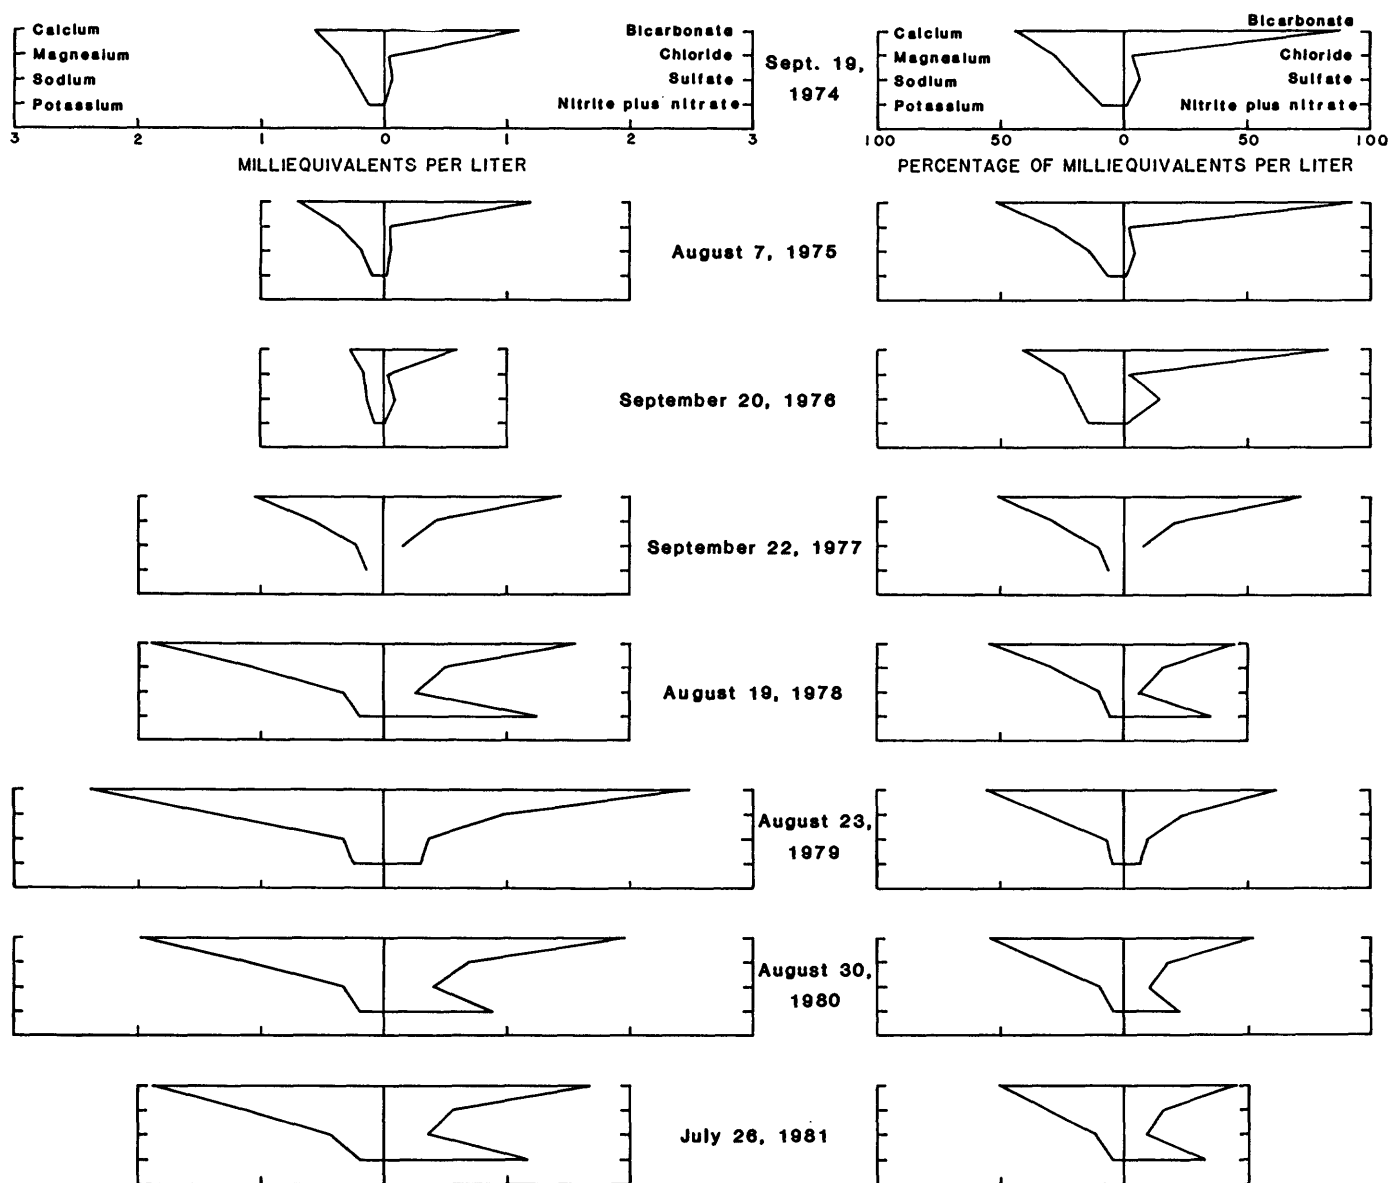 Calcium Bicarbonate
Magnesium Chloride
Sodium Sulfate
Potassium Nitrite plus nitrate
3 2 1 0 1 2 3
MILLIEQUIVALENTS PER LITER
Sept. 19,
1974
Bicarbonate
Calcium
Magnesium Chloride
Sodium Sulfate
Potassium Nitrite plus nitrate
100 50 0 50 100
PERCENTAGE OF MILLIEQUIVALENTS PER LITER
August 7, 1975
September 20, 1976
September 22, 1977
August 19, 1978
August 23,
1979
August 30,
1980
July 26, 1981